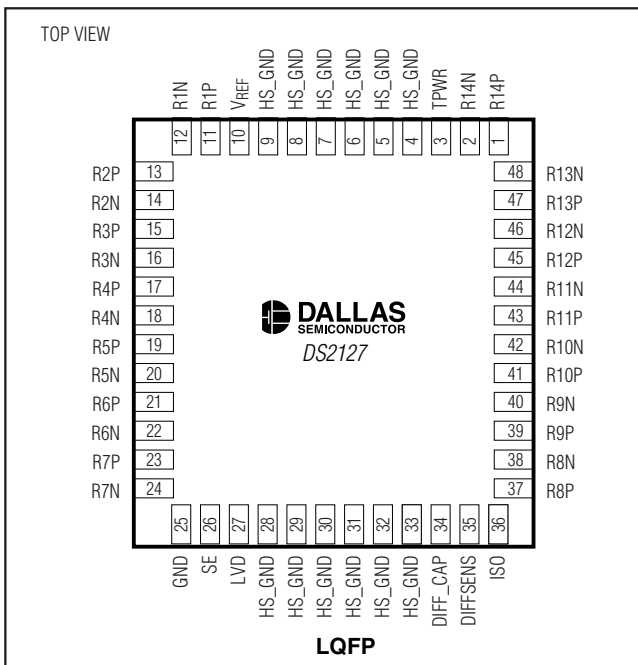 TOP VIEW
R1N R1P VREF HS_GND HS_GND HS_GND HS_GND HS_GND HS_GND TPWR R14N R14P
12 11 10 9 8 7 6 5 4 3 2 1
R2P 13 48 R13N
R2N 14 47 R13P
R3P 15 46 R12N
R3N 16 45 R12P
R4P 17 44 R11N
R4N 18 43 R11P
R5P 19 42 R10N
R5N 20 41 R10P
R6P 21 40 R9N
R6N 22 39 R9P
R7P 23 38 R8N
R7N 24 37 R8P
DALLAS
SEMICONDUCTOR
DS2127
25 26 27 28 29 30 31 32 33 34 35 36
GND SE LVD HS_GND HS_GND HS_GND HS_GND HS_GND HS_GND DIFF_CAP DIFFSENS ISO
LQFP